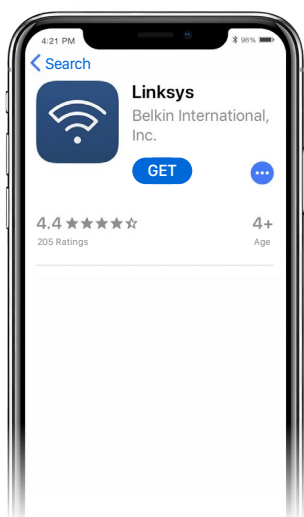 4:21 PM
96%
Search
Linksys
Belkin International,
Inc.
GET
4.4
4+
205 Ratings
Age